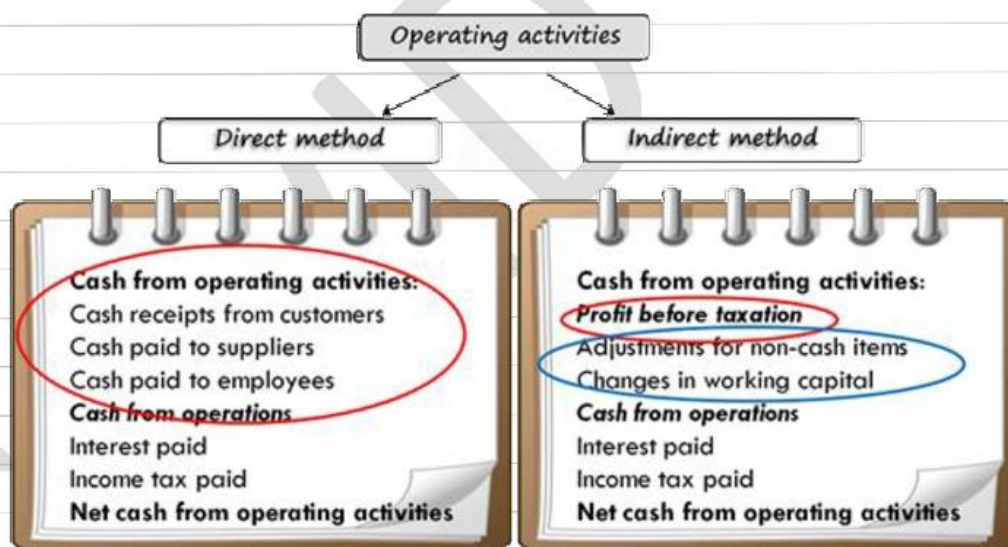 Operating activities
Direct method
Indirect method
Cash from operating activities:
Cash receipts from customers
Cash paid to suppliers
Cash paid to employees
Cash from operations
Interest paid
Income tax paid
Net cash from operating activities
Cash from operating activities:
Profit before taxation
Adjustments for non-cash items
Changes in working capital
Cash from operations
Interest paid
Income tax paid
Net cash from operating activities